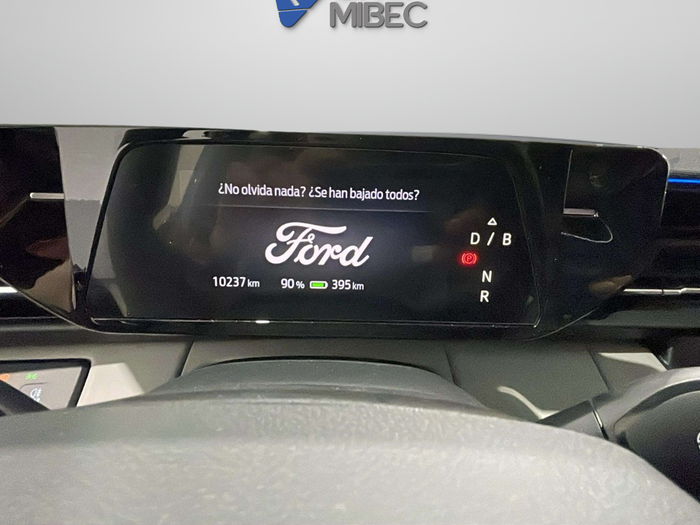 MIBEC
¿No olvida nada? ¿Se han bajado todos?
Ford
D / B
P
10237 km 90 % 395 km
N
R